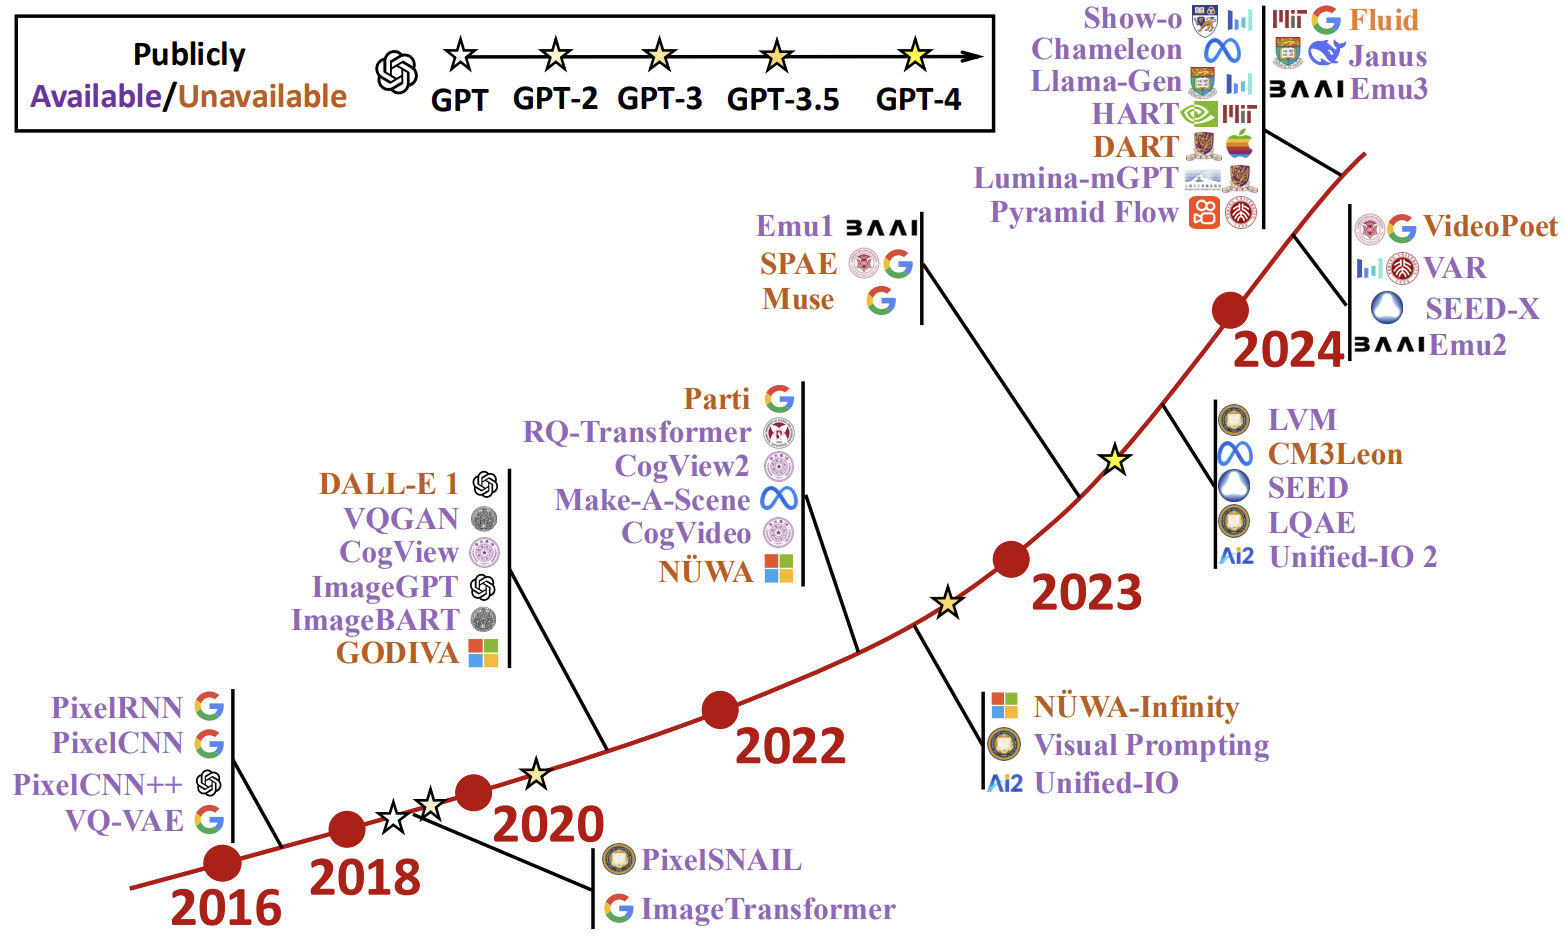 Publicly
Available/Unavailable
GPT
GPT-2
GPT-3
GPT-3.5
GPT-4
Show-o
Chameleon
Llama-Gen
HART
DART
Lumina-mGPT
Pyramid Flow
MIT
MIT
Fluid
Janus
BAAI Emu3
VideoPoet
VAR
SEED-X
BAAI Emu2
Emu1 BAAI
SPAE
Muse
2024
Parti
RQ-Transformer
CogView2
Make-A-Scene
CogVideo
NÜWA
LVM
CM3Leon
SEED
LQAE
Ai2 Unified-IO 2
DALL-E 1
VQGAN
CogView
ImageGPT
ImageBART
GODIVA
2023
PixelRNN
PixelCNN
PixelCNN++
VQ-VAE
2022
NÜWA-Infinity
Visual Prompting
Ai2 Unified-IO
2020
2018
2016
PixelSNAIL
ImageTransformer